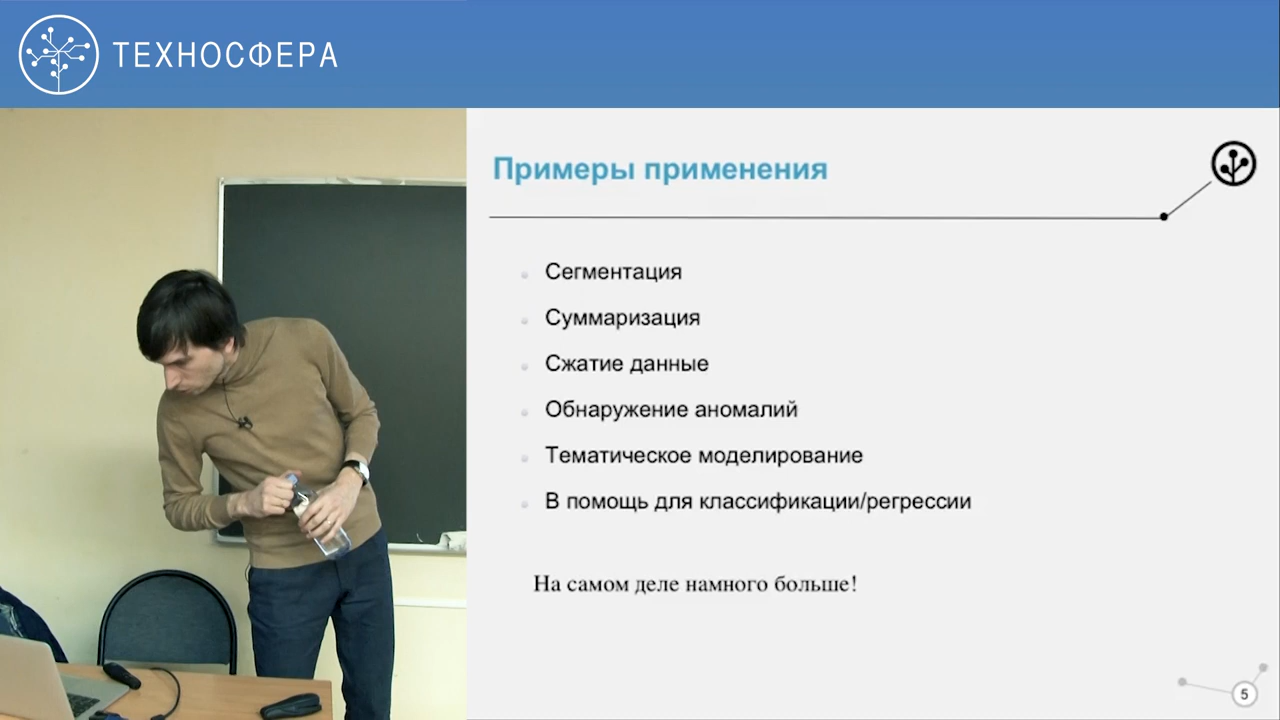 ТЕХНОСФЕРА
Примеры применения
Сегментация
Суммаризация
Сжатие данные
Обнаружение аномалий
Тематическое моделирование
В помощь для классификации/регрессии
На самом деле намного больше!
5